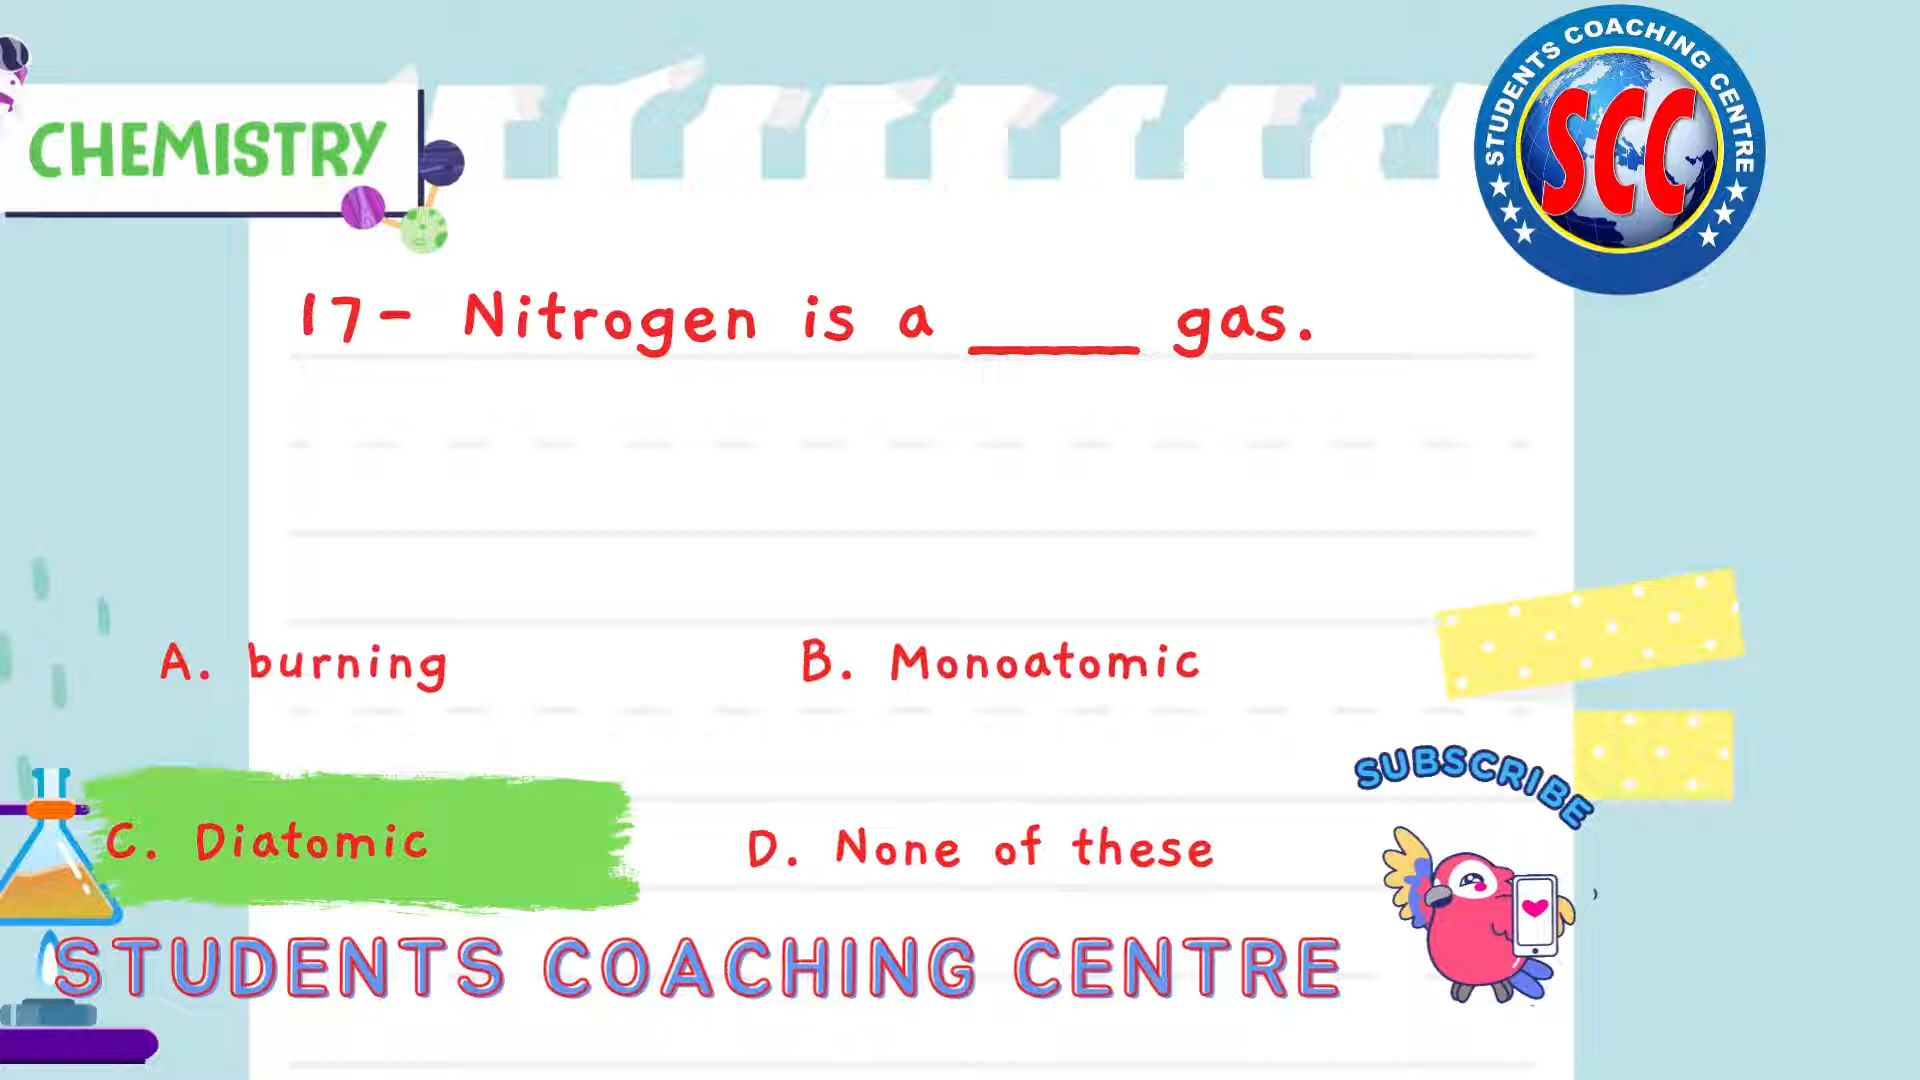 STUDENTS COACHING CENTRE
SCC
CHEMISTRY
17- Nitrogen is a _____ gas.
A. burning
B. Monoatomic
C. Diatomic
D. None of these
SUBSCRIBE
STUDENTS COACHING CENTRE